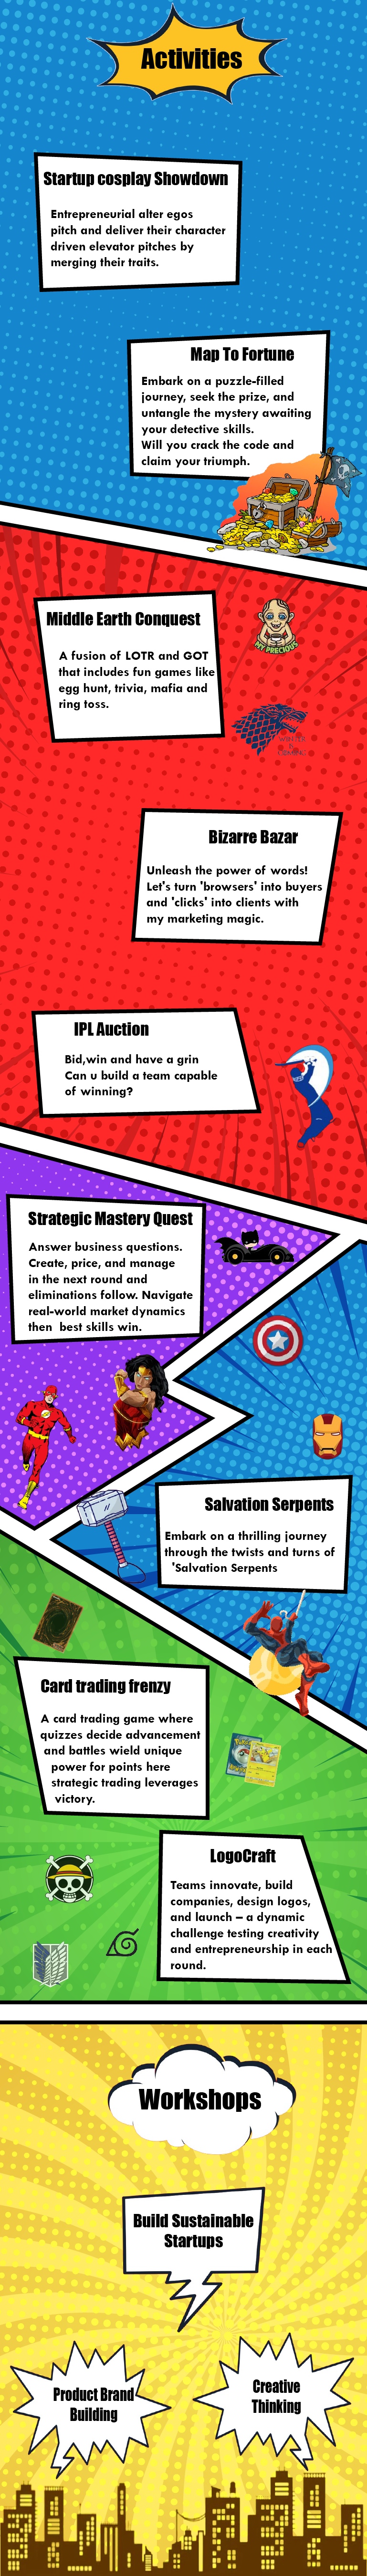 Activities
Startup cosplay Showdown
Entrepreneurial alter egos
pitch and deliver their character
driven elevator pitches by
merging their traits.
Map To Fortune
Embark on a puzzle-filled
journey, seek the prize, and
untangle the mystery awaiting
your detective skills.
Will you crack the code and
claim your triumph.
Middle Earth Conquest
A fusion of LOTR and GOT
that includes fun games like
egg hunt, trivia, mafia and
ring toss.
MY PRECIOUS
WINTER
IS
COMING
Bizarre Bazar
Unleash the power of words!
Let's turn 'browsers' into buyers
and 'clicks' into clients with
my marketing magic.
IPL Auction
Bid,win and have a grin
Can u build a team capable
of winning?
Strategic Mastery Quest
Answer business questions.
Create, price, and manage
in the next round and
eliminations follow. Navigate
real-world market dynamics
then best skills win.
Salvation Serpents
Embark on a thrilling journey
through the twists and turns of
'Salvation Serpents
Card trading frenzy
A card trading game where
quizzes decide advancement
and battles wield unique
power for points here
strategic trading leverages
victory.
LogoCraft
Teams innovate, build
companies, design logos,
and launch – a dynamic
challenge testing creativity
and entrepreneurship in each
round.
Workshops
Build Sustainable
Startups
Product Brand
Building
Creative
Thinking